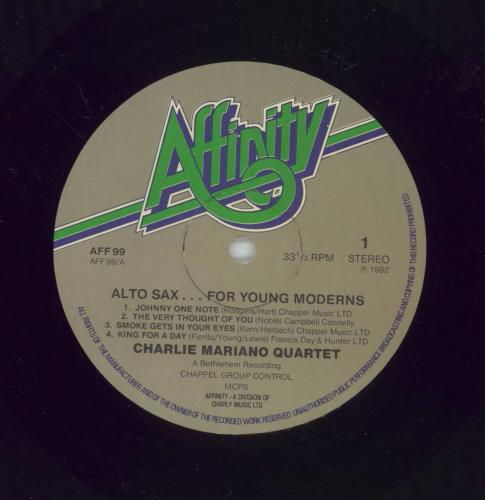 Affinity
AFF 99
AFF 99/A
33⅓ RPM
1
STEREO
℗ 1982
ALTO SAX . . . FOR YOUNG MODERNS
1. JOHNNY ONE NOTE (Rodgers/Hart) Chappel Music LTD
2. THE VERY THOUGHT OF YOU (Noble) Campbell Connelly
3. SMOKE GETS IN YOUR EYES (Kern/Harbach) Chappel Music LTD
4. KING FOR A DAY (Fiorito/Young/Lewis) Francis Day & Hunter LTD
CHARLIE MARIANO QUARTET
A Bethlehem Recording
CHAPPEL GROUP CONTROL
MCPS
AFFINITY – A DIVISION OF
CHARLY MUSIC LTD
ALL RIGHTS OF THE MANUFACTURER AND OF THE OWNER OF THE RECORDED WORK RESERVED – UNAUTHORISED PUBLIC PERFORMANCE BROADCASTING AND COPYING OF THIS RECORD PROHIBITED